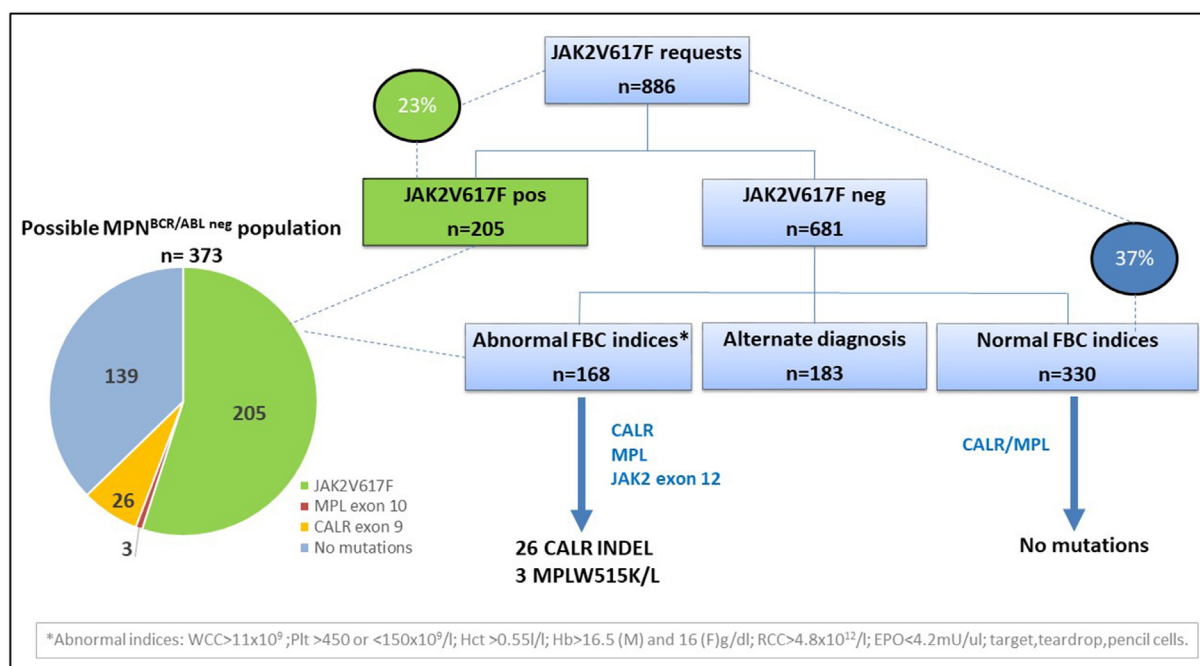 JAK2V617F requests
n=886
23%
JAK2V617F pos
n=205
JAK2V617F neg
n=681
37%
Possible MPN^BCR/ABL neg population
n= 373
139
205
26
3
JAK2V617F
MPL exon 10
CALR exon 9
No mutations
Abnormal FBC indices*
n=168
Alternate diagnosis
n=183
Normal FBC indices
n=330
CALR
MPL
JAK2 exon 12
CALR/MPL
26 CALR INDEL
3 MPLW515K/L
No mutations
*Abnormal indices: WCC>11x10⁹ ;Plt >450 or <150x10⁹/l; Hct >0.55l/l; Hb>16.5 (M) and 16 (F)g/dl; RCC>4.8x10¹²/l; EPO<4.2mU/ul; target,teardrop,pencil cells.